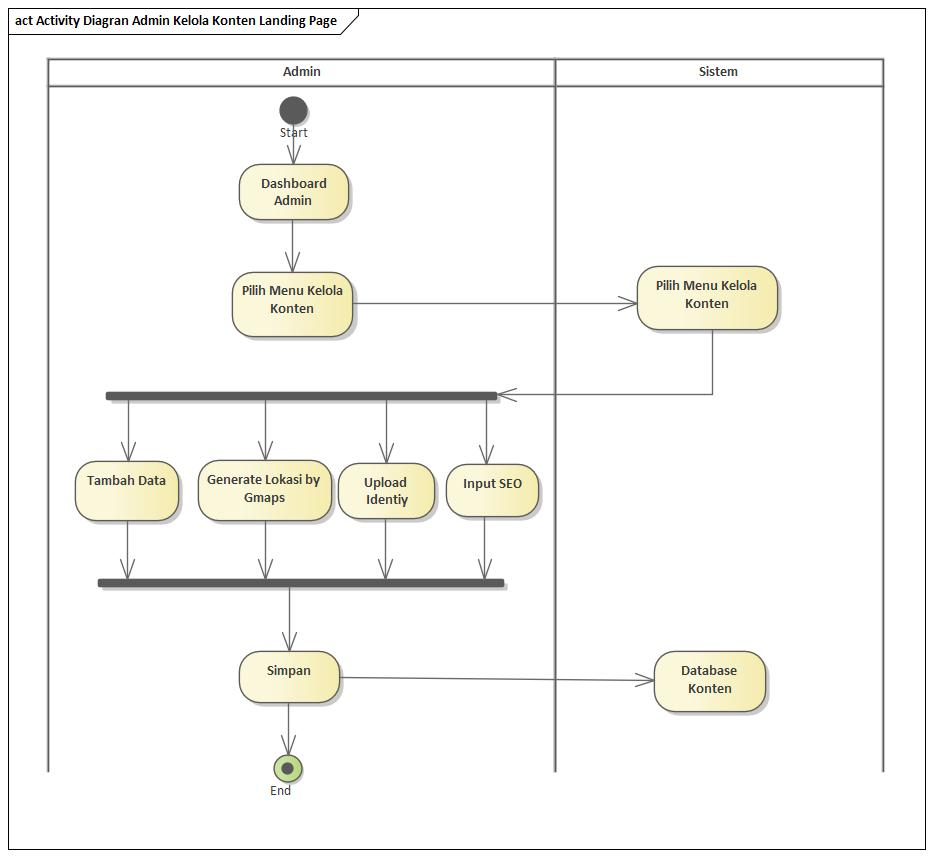 act Activity Diagran Admin Kelola Konten Landing Page
Admin
Sistem
Start
Dashboard
Admin
Pilih Menu Kelola
Konten
Pilih Menu Kelola
Konten
Tambah Data
Generate Lokasi by
Gmaps
Upload
Identiy
Input SEO
Simpan
Database
Konten
End